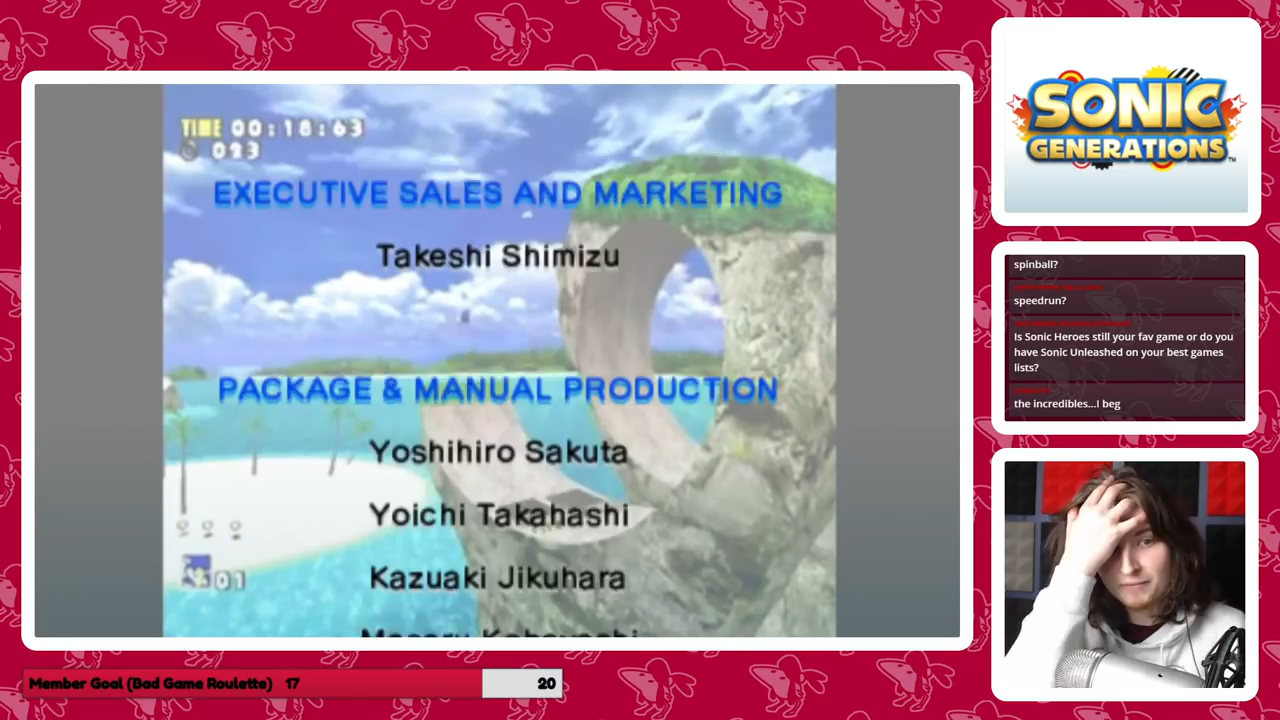 TIME 00:18:63
023
EXECUTIVE SALES AND MARKETING
Takeshi Shimizu
PACKAGE & MANUAL PRODUCTION
Yoshihiro Sakuta
Yoichi Takahashi
Kazuaki Jikuhara
01
SONIC
GENERATIONS
spinball?
speedrun?
Is Sonic Heroes still your fav game or do you
have Sonic Unleashed on your best games
lists?
the incredibles...I beg
Member Goal (Bad Game Roulette) 17
20